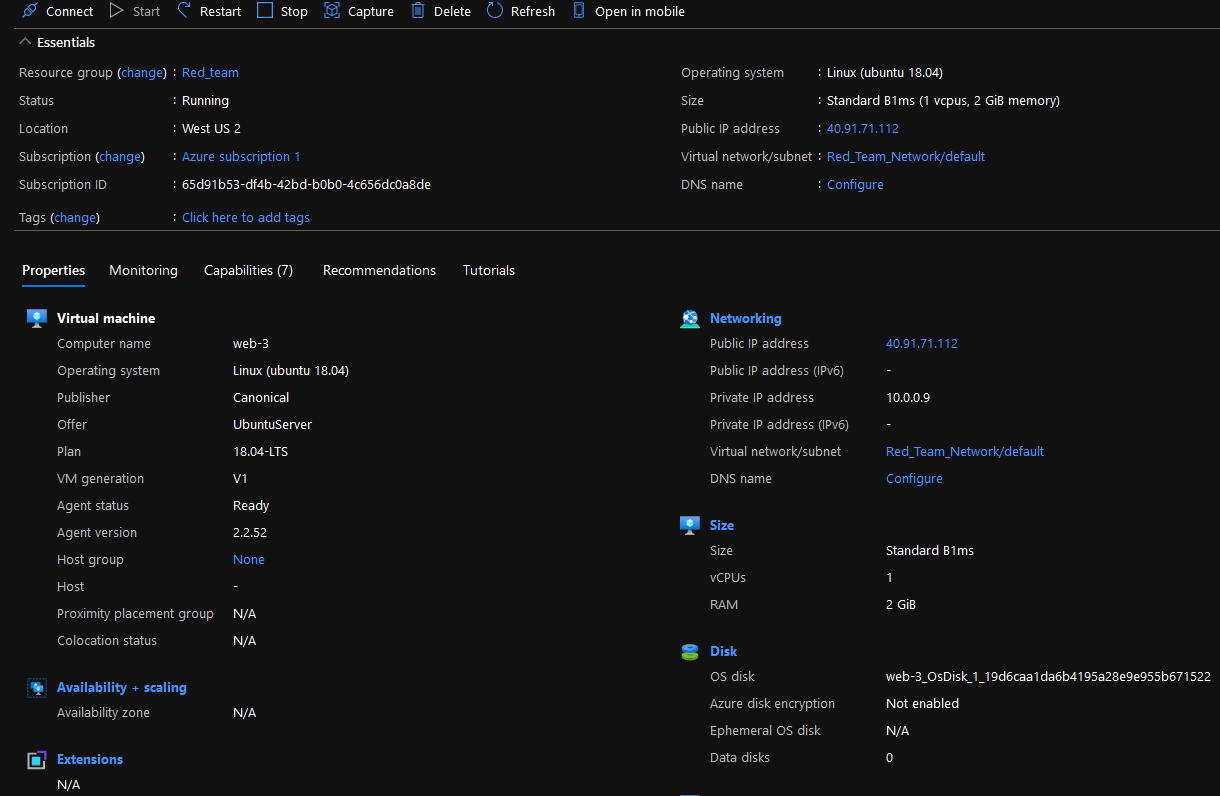 Connect Start Restart Stop Capture Delete Refresh Open in mobile
Essentials
Resource group (change) : Red_team
Status : Running
Location : West US 2
Subscription (change) : Azure subscription 1
Subscription ID : 65d91b53-df4b-42bd-b0b0-4c656dc0a8de
Tags (change) : Click here to add tags
Operating system : Linux (ubuntu 18.04)
Size : Standard B1ms (1 vcpus, 2 GiB memory)
Public IP address : 40.91.71.112
Virtual network/subnet : Red_Team_Network/default
DNS name : Configure
Properties Monitoring Capabilities (7) Recommendations Tutorials
Virtual machine
Computer name web-3
Operating system Linux (ubuntu 18.04)
Publisher Canonical
Offer UbuntuServer
Plan 18.04-LTS
VM generation V1
Agent status Ready
Agent version 2.2.52
Host group None
Host -
Proximity placement group N/A
Colocation status N/A
Availability + scaling
Availability zone N/A
Extensions
N/A
Networking
Public IP address 40.91.71.112
Public IP address (IPv6) -
Private IP address 10.0.0.9
Private IP address (IPv6) -
Virtual network/subnet Red_Team_Network/default
DNS name Configure
Size
Size Standard B1ms
vCPUs 1
RAM 2 GiB
Disk
OS disk web-3_OsDisk_1_19d6caa1da6b4195a28e9e955b671522
Azure disk encryption Not enabled
Ephemeral OS disk N/A
Data disks 0